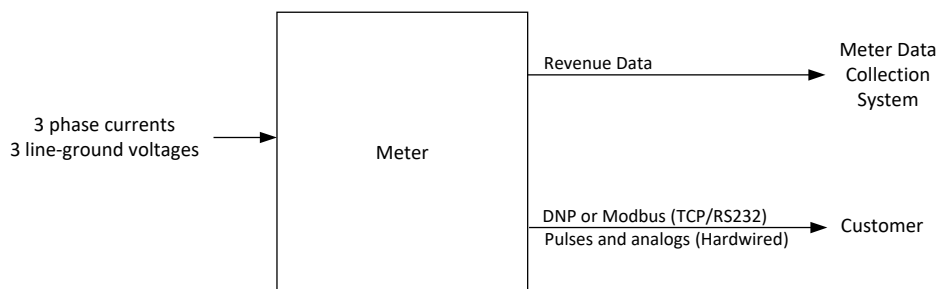 3 phase currents
3 line-ground voltages
Meter
Revenue Data
Meter Data
Collection
System
DNP or Modbus (TCP/RS232)
Pulses and analogs (Hardwired)
Customer